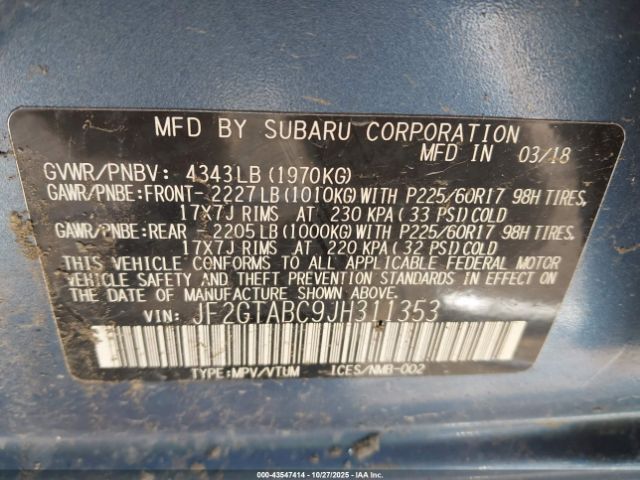 MFD BY SUBARU CORPORATION
MFD IN 03/18
GVWR/PNBV: 4343LB (1970KG)
GAWR/PNBE:FRONT-2227LB(1010KG)WITH P225/60R17 98H TIRES,
17X7J RIMS AT 230 KPA( 33 PSI)COLD
GAWR/PNBE:REAR -2205LB(1000KG)WITH P225/60R17 98H TIRES,
17X7J RIMS AT 220 KPA( 32 PSI)COLD
THIS VEHICLE CONFORMS TO ALL APPLICABLE FEDERAL MOTOR
VEHICLE SAFETY AND THEFT PREVENTION STANDARDS IN EFFECT
ON THE DATE OF MANUFACTURE SHOWN ABOVE.
VIN: JF2GTABC9JH311353
TYPE:MPV/VTUM ICES/NMB-002
000-43547414 - 10/27/2025 - IAAI.com